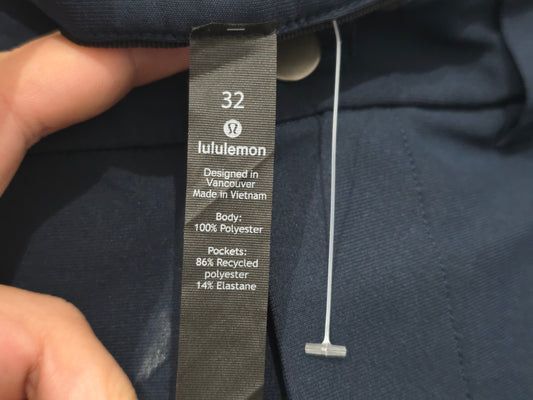 32
lululemon
Designed in
Vancouver
Made in Vietnam
Body:
100% Polyester
Pockets:
86% Recycled
polyester
14% Elastane